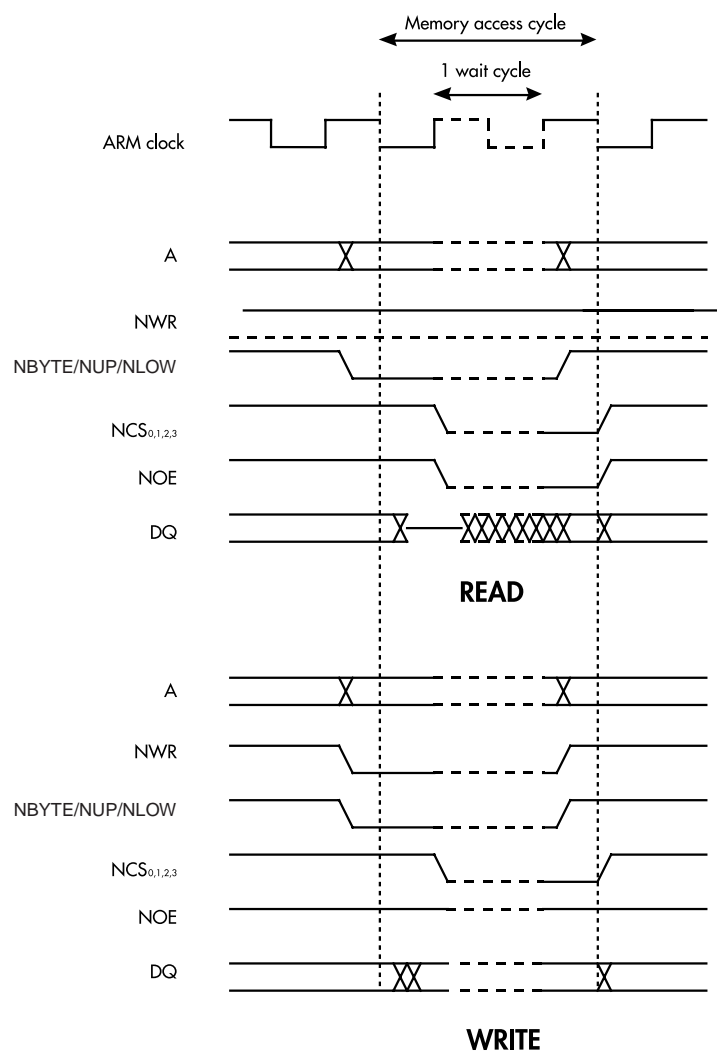 Memory access cycle
1 wait cycle
ARM clock
A
NWR
NBYTE/NUP/NLOW
NCS0,1,2,3
NOE
DQ
READ
A
NWR
NBYTE/NUP/NLOW
NCS0,1,2,3
NOE
DQ
WRITE